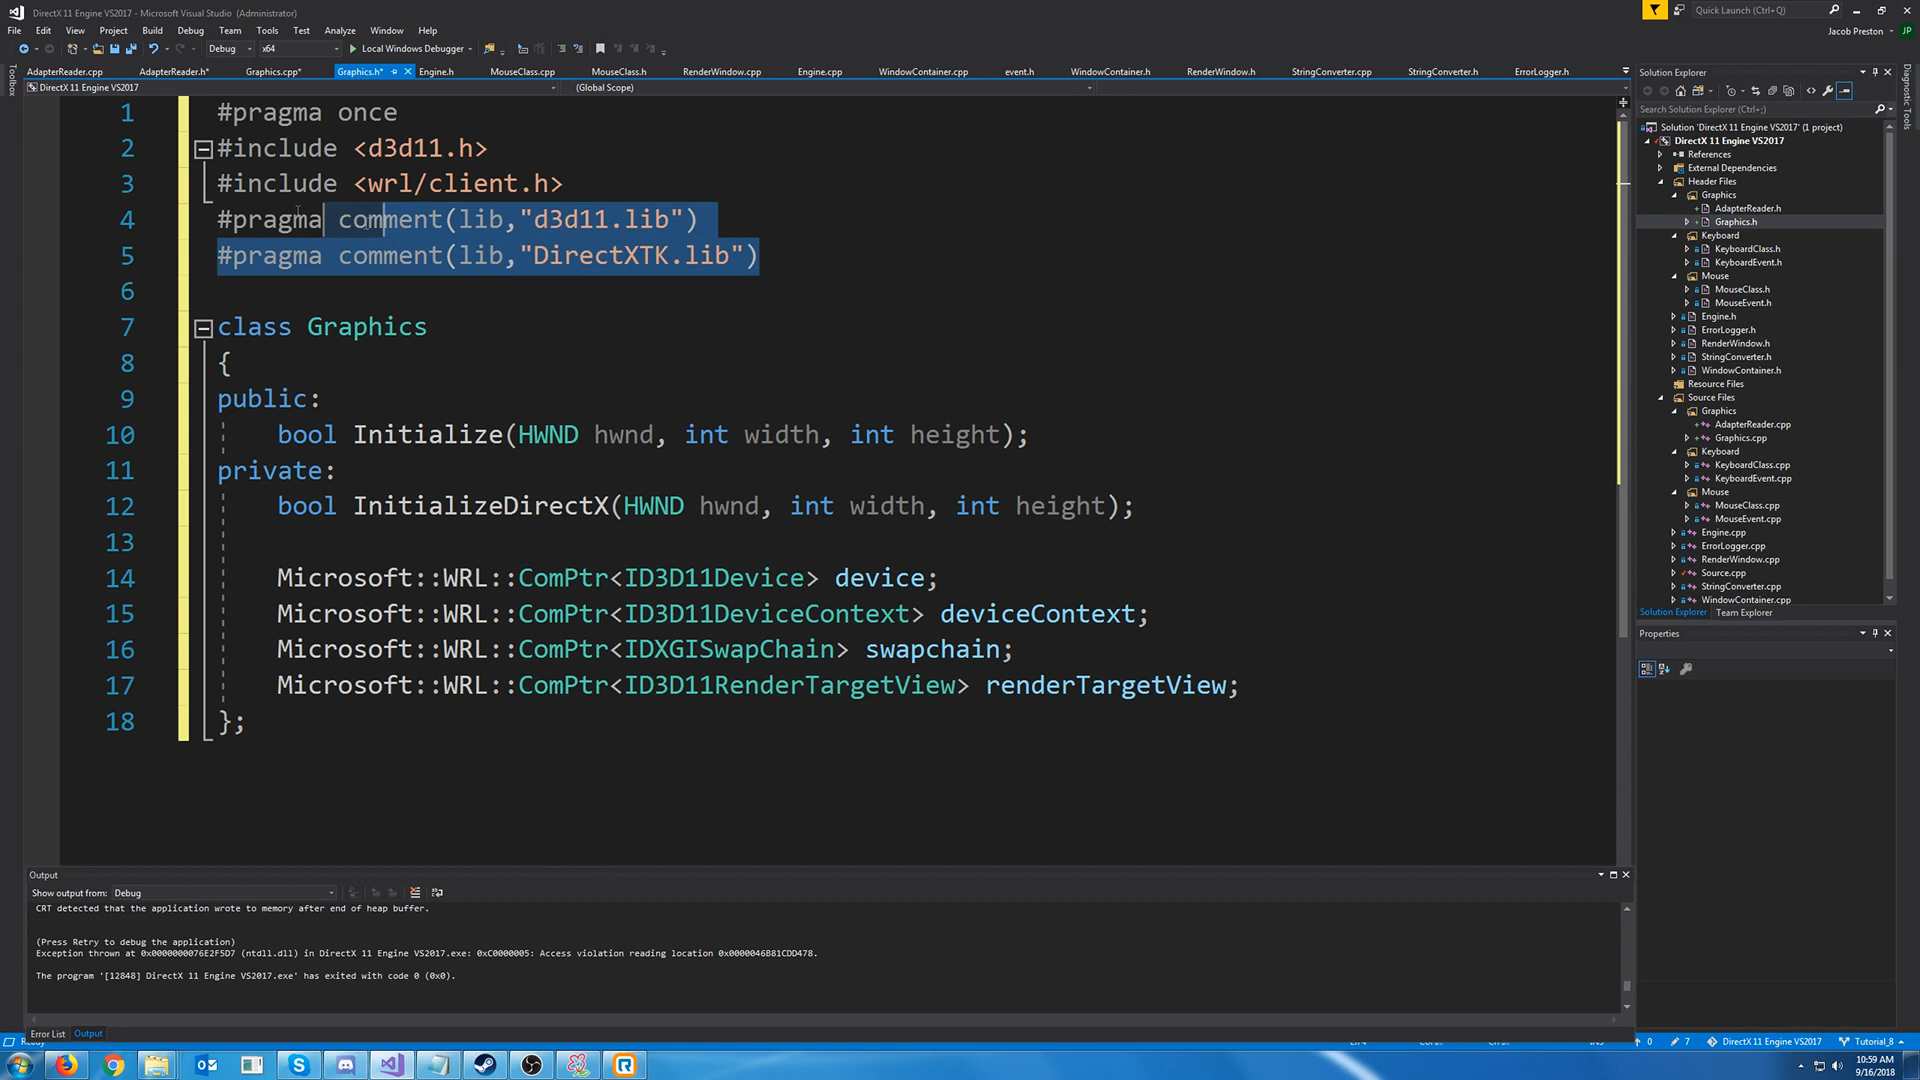 DirectX 11 Engine VS2017 - Microsoft Visual Studio (Administrator)
Quick Launch (Ctrl+Q)
File Edit View Project Build Debug Team Tools Test Analyze Window Help
Jacob Preston JP
Debug x64 Local Windows Debugger
Toolbox
AdapterReader.cpp AdapterReader.h* Graphics.cpp* Graphics.h* Engine.h MouseClass.cpp MouseClass.h RenderWindow.cpp Engine.cpp WindowContainer.cpp event.h WindowContainer.h RenderWindow.h StringConverter.cpp StringConverter.h ErrorLogger.h
DirectX 11 Engine VS2017 (Global Scope)
1 #pragma once
2 #include <d3d11.h>
3 #include <wrl/client.h>
4 #pragma comment(lib,"d3d11.lib")
5 #pragma comment(lib,"DirectXTK.lib")
6
7 class Graphics
8 {
9 public:
10 bool Initialize(HWND hwnd, int width, int height);
11 private:
12 bool InitializeDirectX(HWND hwnd, int width, int height);
13
14 Microsoft::WRL::ComPtr<ID3D11Device> device;
15 Microsoft::WRL::ComPtr<ID3D11DeviceContext> deviceContext;
16 Microsoft::WRL::ComPtr<IDXGISwapChain> swapchain;
17 Microsoft::WRL::ComPtr<ID3D11RenderTargetView> renderTargetView;
18 };
Solution Explorer
Search Solution Explorer (Ctrl+;)
Solution 'DirectX 11 Engine VS2017' (1 project)
DirectX 11 Engine VS2017
References
External Dependencies
Header Files
Graphics
AdapterReader.h
Graphics.h
Keyboard
KeyboardClass.h
KeyboardEvent.h
Mouse
MouseClass.h
MouseEvent.h
Engine.h
ErrorLogger.h
RenderWindow.h
StringConverter.h
WindowContainer.h
Resource Files
Source Files
Graphics
AdapterReader.cpp
Graphics.cpp
Keyboard
KeyboardClass.cpp
KeyboardEvent.cpp
Mouse
MouseClass.cpp
MouseEvent.cpp
Engine.cpp
ErrorLogger.cpp
RenderWindow.cpp
Source.cpp
StringConverter.cpp
WindowContainer.cpp
Solution Explorer Team Explorer
Properties
Diagnostic Tools
Output
Show output from: Debug
CRT detected that the application wrote to memory after end of heap buffer.
(Press Retry to debug the application)
Exception thrown at 0x0000000076E2F5D7 (ntdll.dll) in DirectX 11 Engine VS2017.exe: 0xC0000005: Access violation reading location 0x0000046B81CDD478.
The program '[12848] DirectX 11 Engine VS2017.exe' has exited with code 0 (0x0).
Error List Output
0 7 DirectX 11 Engine VS2017 Tutorial_8
10:59 AM
9/16/2018